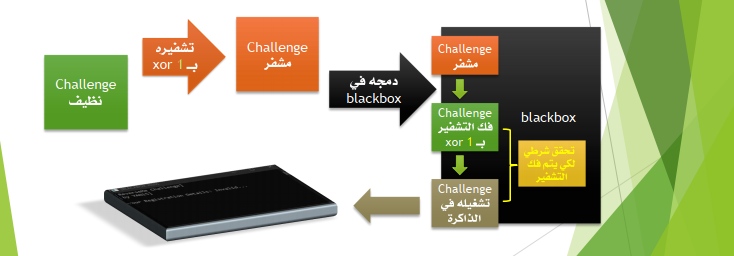 Challenge
نظيف
تشفيره
بـ xor 1
Challenge
مشفر
دمجه في
blackbox
Challenge
مشفر
Challenge
فك التشفير
بـ xor 1
Challenge
تشغيله في
الذاكرة
blackbox
تحقق شرطي
لكي يتم فك
التشفير